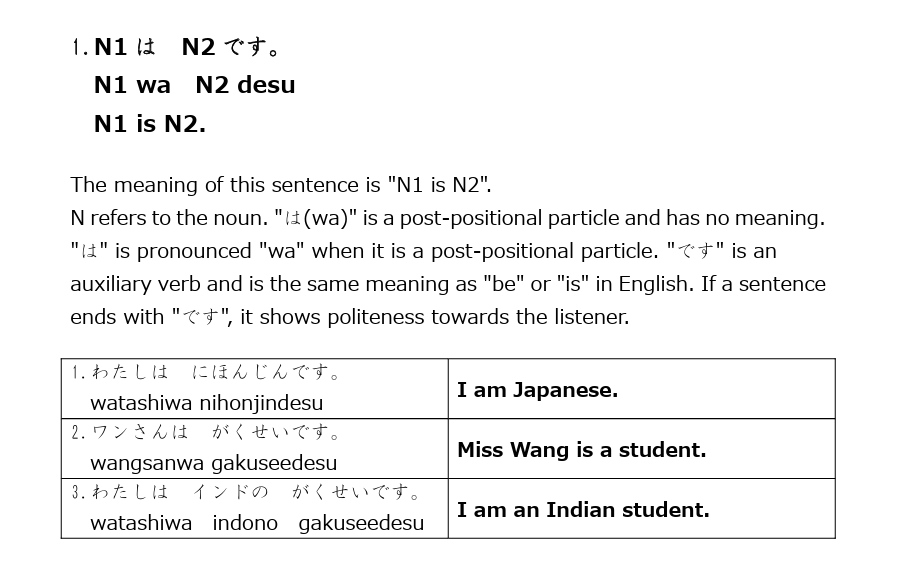 1. N1 は　N2 です。
N1 wa　N2 desu
N1 is N2.
The meaning of this sentence is "N1 is N2".
N refers to the noun. "は(wa)" is a post-positional particle and has no meaning.
"は" is pronounced "wa" when it is a post-positional particle. "です" is an
auxiliary verb and is the same meaning as "be" or "is" in English. If a sentence
ends with "です", it shows politeness towards the listener.
1. わたしは　にほんじんです。
watashiwa nihonjindesu
I am Japanese.
2. ワンさんは　がくせいです。
wangsanwa gakuseedesu
Miss Wang is a student.
3. わたしは　インドの　がくせいです。
watashiwa　indono　gakuseedesu
I am an Indian student.